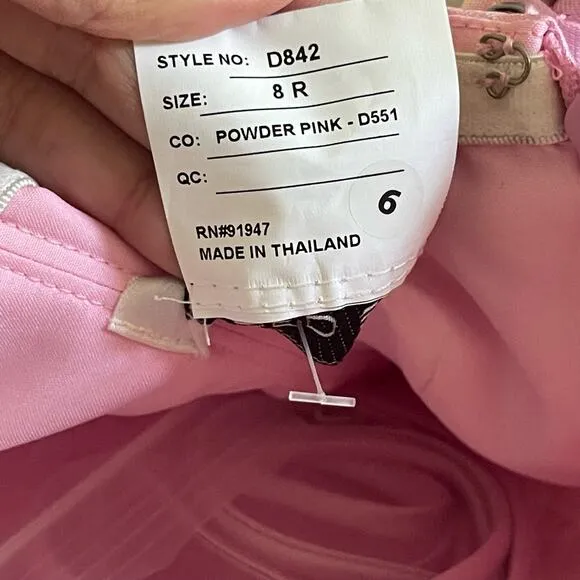 STYLE NO: D842
SIZE: 8 R
CO: POWDER PINK - D551
QC:
6
RN#91947
MADE IN THAILAND